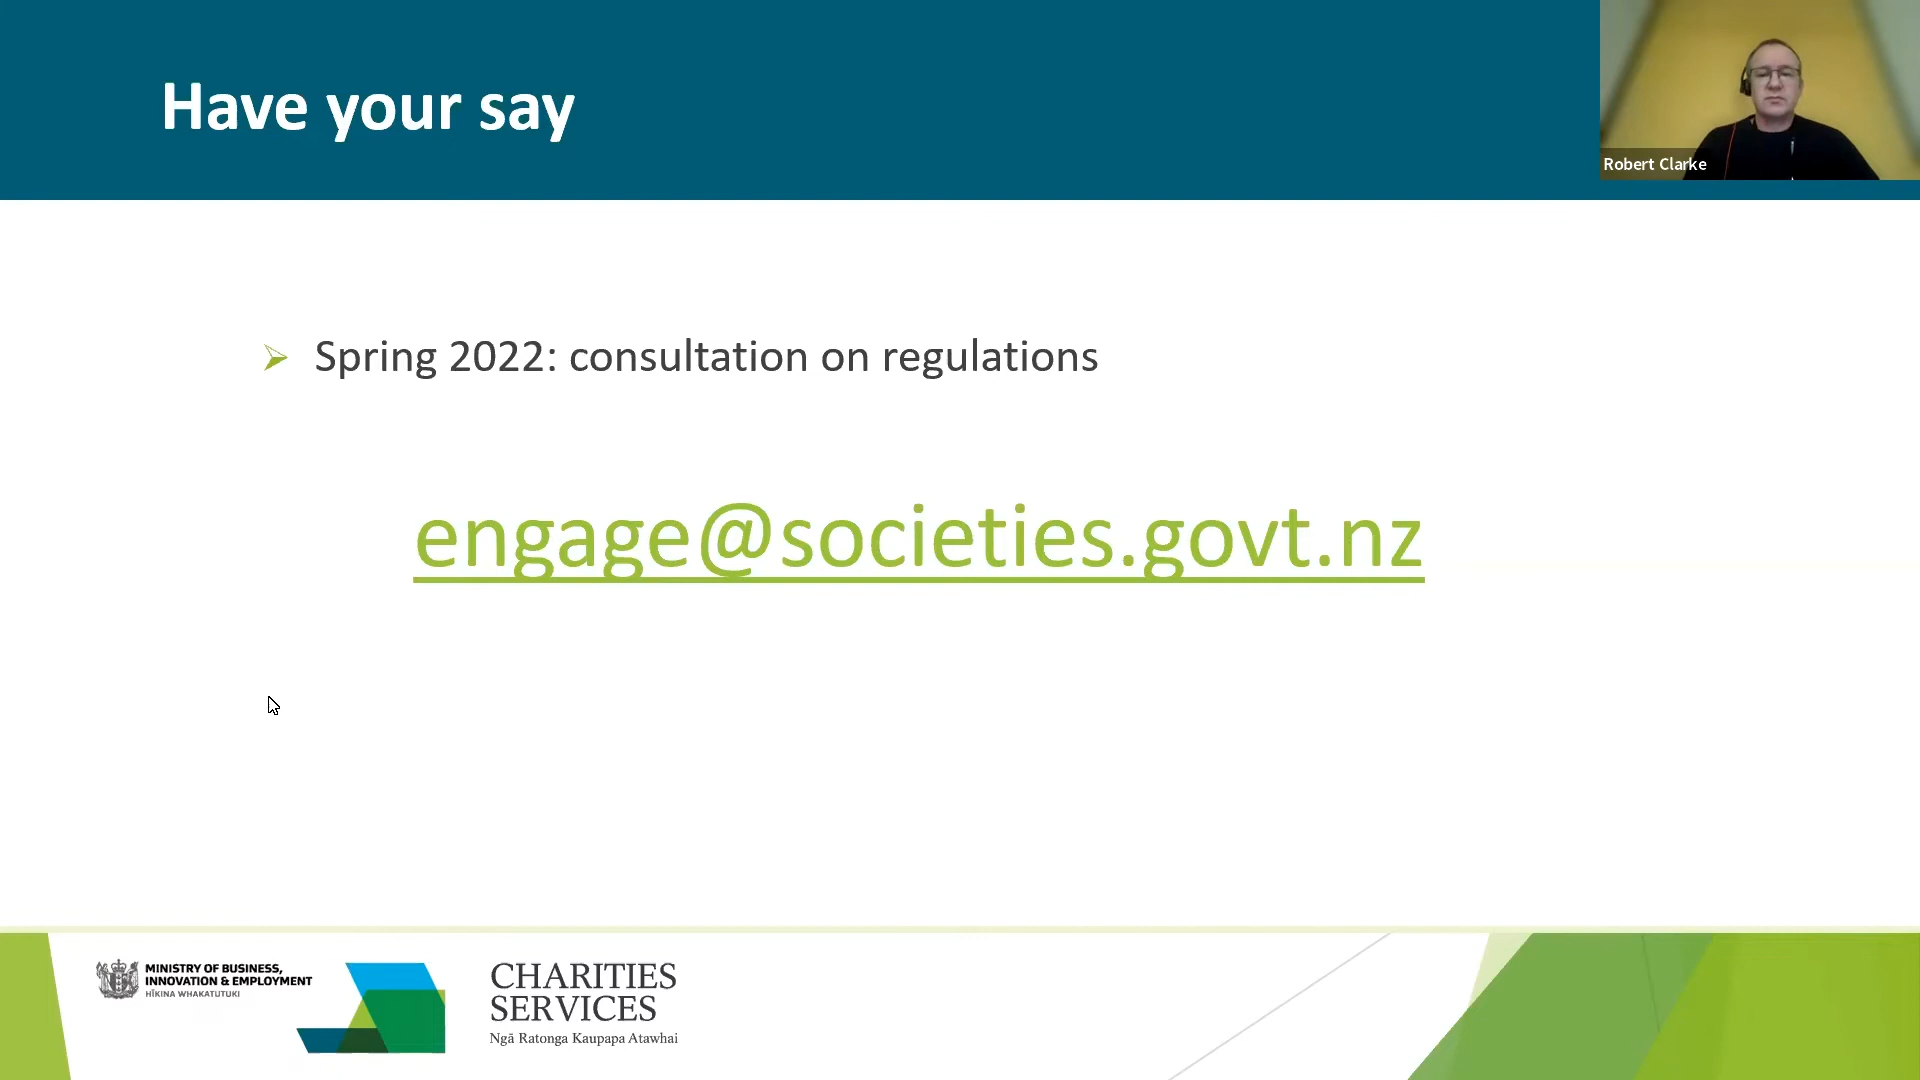 Have your say
Robert Clarke
Spring 2022: consultation on regulations
engage@societies.govt.nz
MINISTRY OF BUSINESS,
INNOVATION & EMPLOYMENT
HĪKINA WHAKATUTUKI
CHARITIES
SERVICES
Ngā Ratonga Kaupapa Atawhai